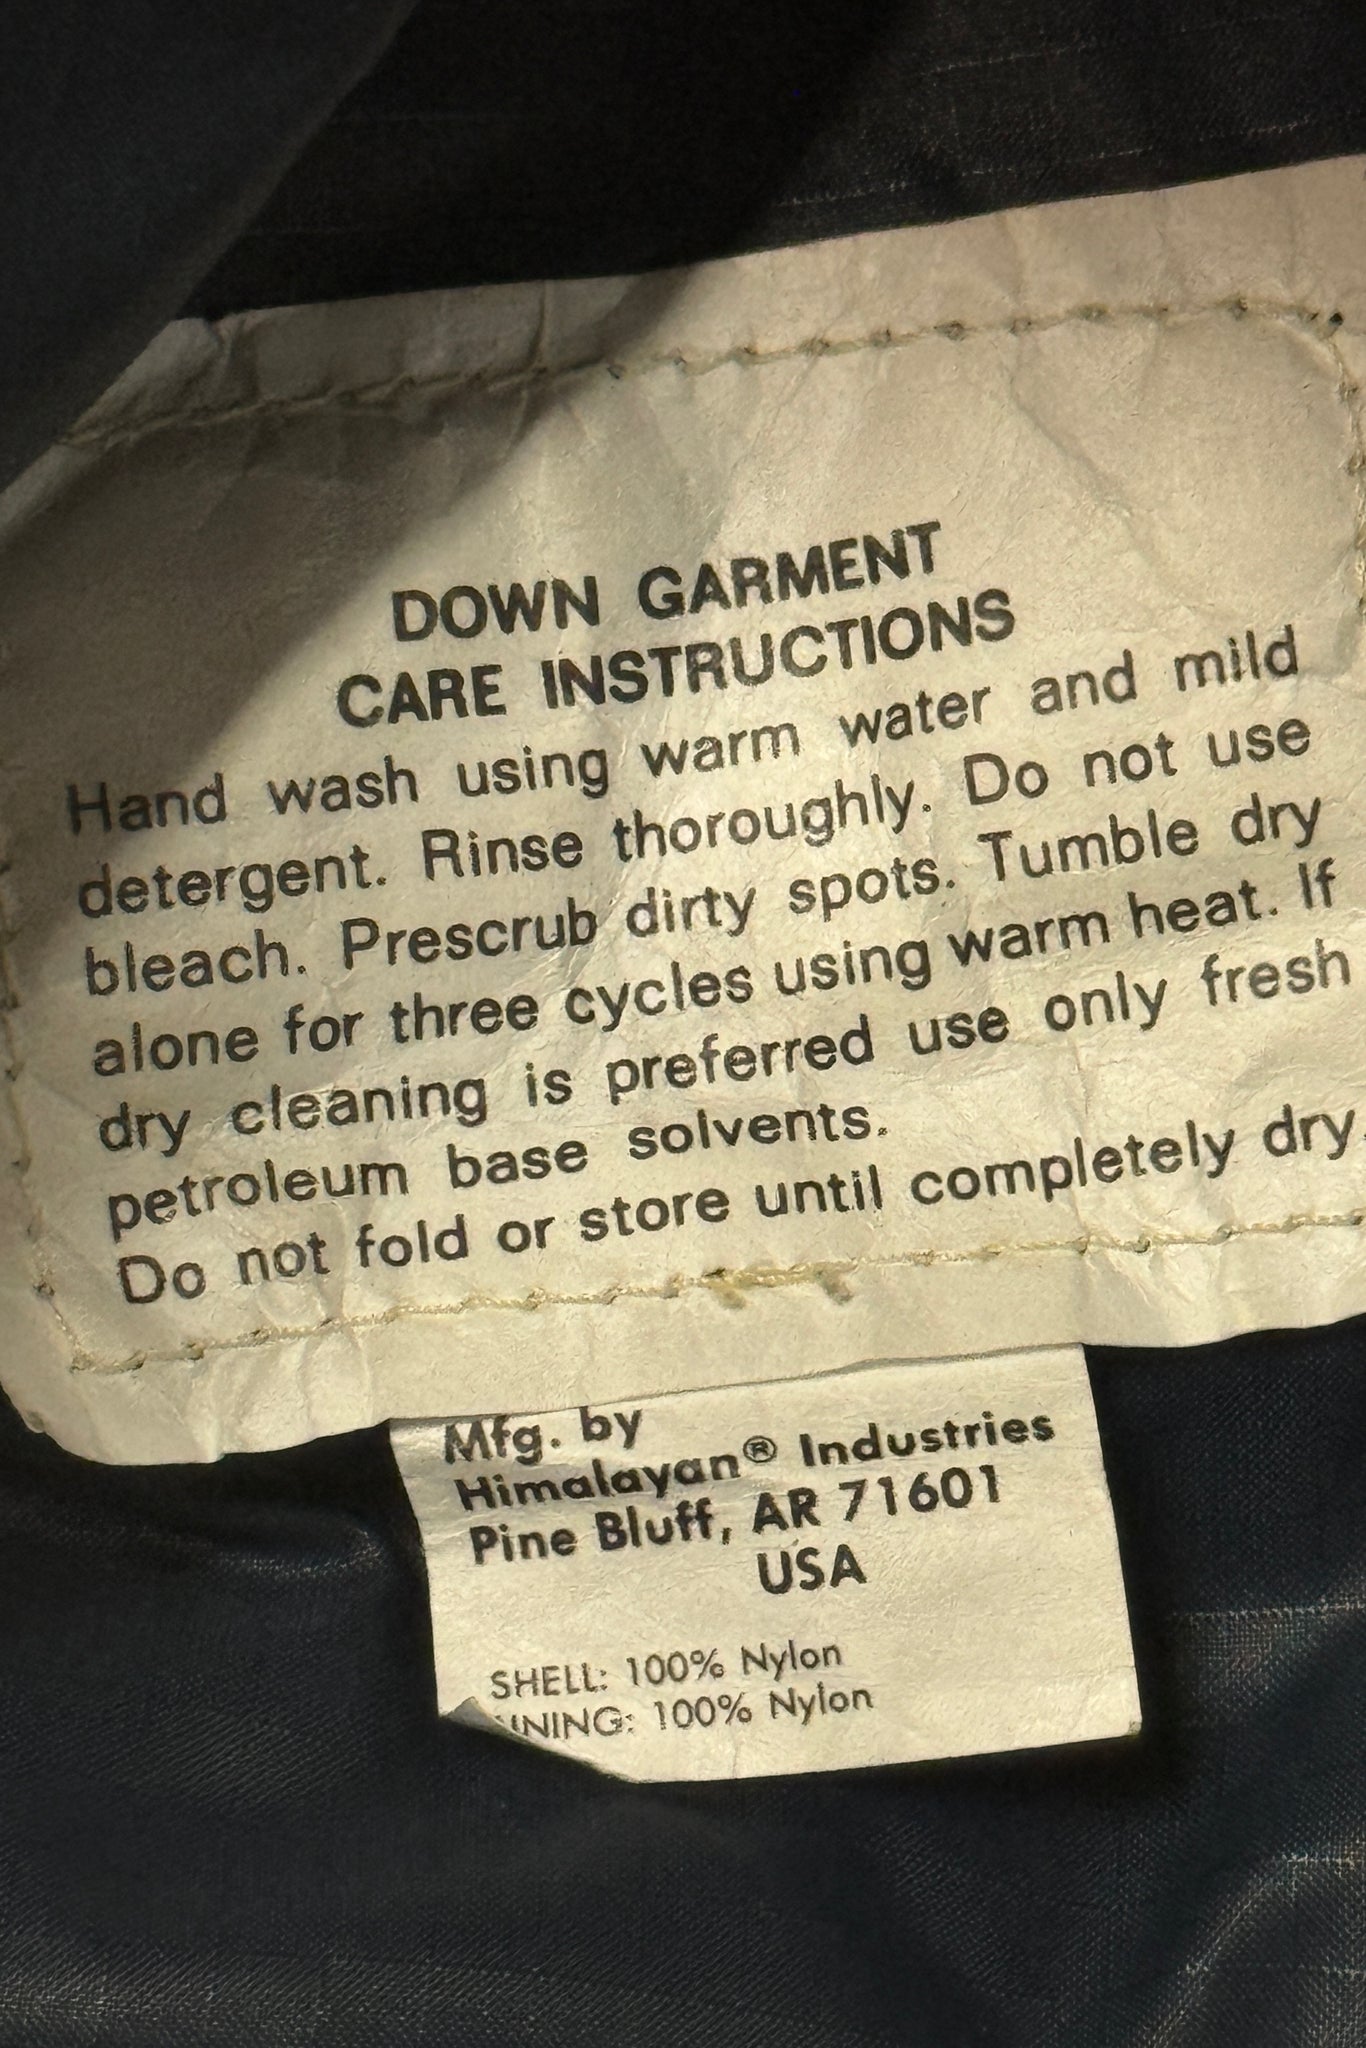 DOWN GARMENT
CARE INSTRUCTIONS
Hand wash using warm water and mild
detergent. Rinse thoroughly. Do not use
bleach. Prescrub dirty spots. Tumble dry
alone for three cycles using warm heat. If
dry cleaning is preferred use only fresh
petroleum base solvents.
Do not fold or store until completely dry.
Mfg. by
Himalayan® Industries
Pine Bluff, AR 71601
USA
SHELL: 100% Nylon
LINING: 100% Nylon